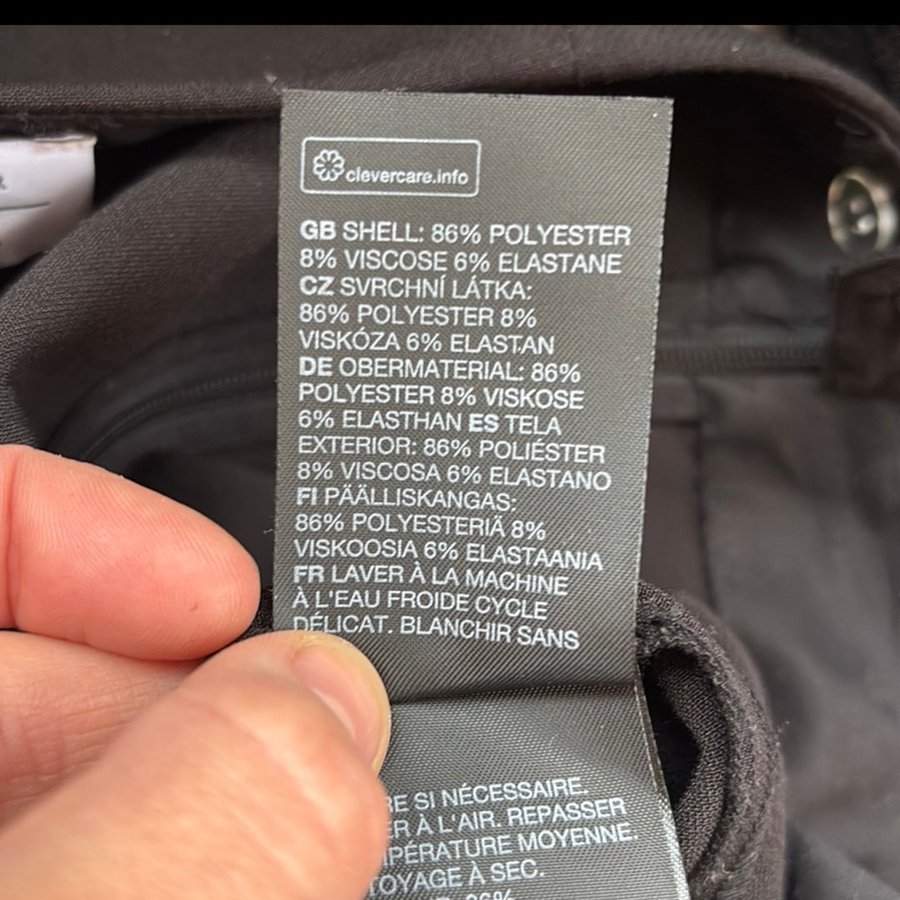 clevercare.info
GB SHELL: 86% POLYESTER
8% VISCOSE 6% ELASTANE
CZ SVRCHNÍ LÁTKA:
86% POLYESTER 8%
VISKÓZA 6% ELASTAN
DE OBERMATERIAL: 86%
POLYESTER 8% VISKOSE
6% ELASTHAN ES TELA
EXTERIOR: 86% POLIÉSTER
8% VISCOSA 6% ELASTANO
FI PÄÄLLISKANGAS:
86% POLYESTERIÄ 8%
VISKOOSIA 6% ELASTAANIA
FR LAVER À LA MACHINE
À L'EAU FROIDE CYCLE
DÉLICAT. BLANCHIR SANS
SI NÉCESSAIRE.
À L'AIR. REPASSER
MOYENNE.
À SEC.